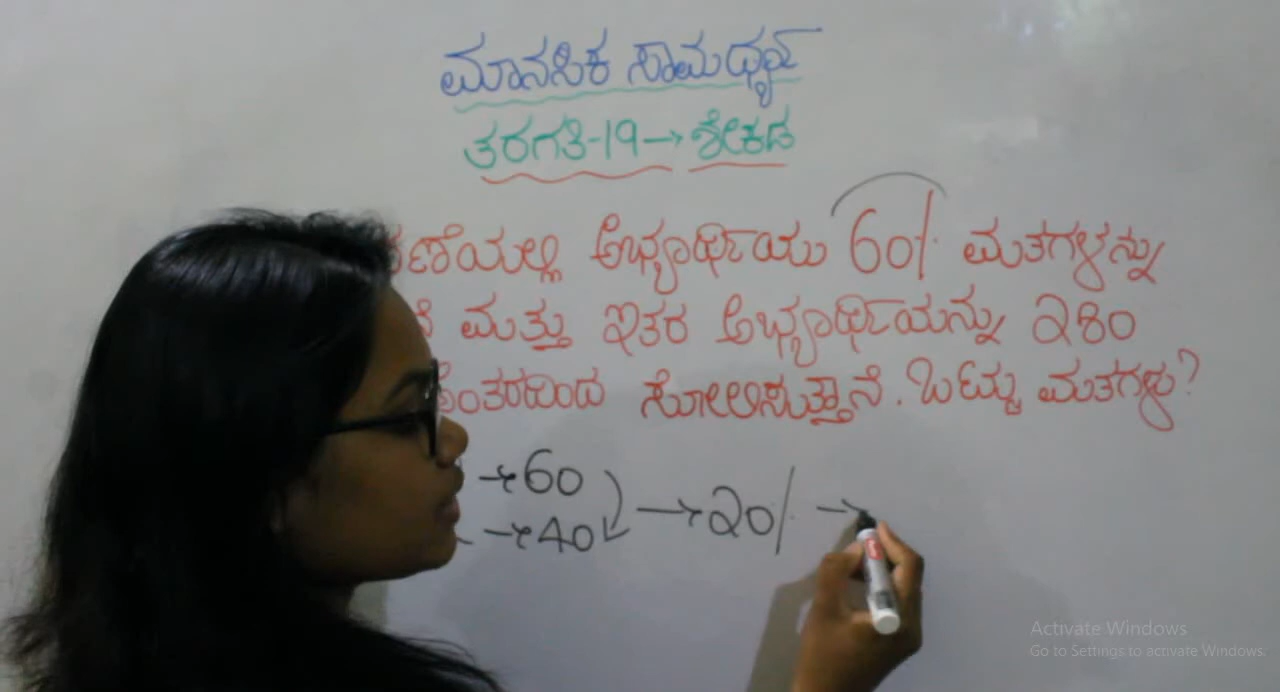 ಮಾನಸಿಕ ಸಾಮರ್ಥ್ಯ
ತರಗತಿ-19→ ಶೇಕಡ
ಣೆಯಲ್ಲಿ ಅಭ್ಯರ್ಥಿಯು 60% ಮತಗಳನ್ನು
ಮತ್ತು ಇತರ ಅಭ್ಯರ್ಥಿಯನ್ನು 280
ಅಂತರದಿಂದ ಸೋಲಿಸುತ್ತಾನೆ. ಒಟ್ಟು ಮತಗಳು?
→60
→40
→20% →
Activate Windows
Go to Settings to activate Windows.